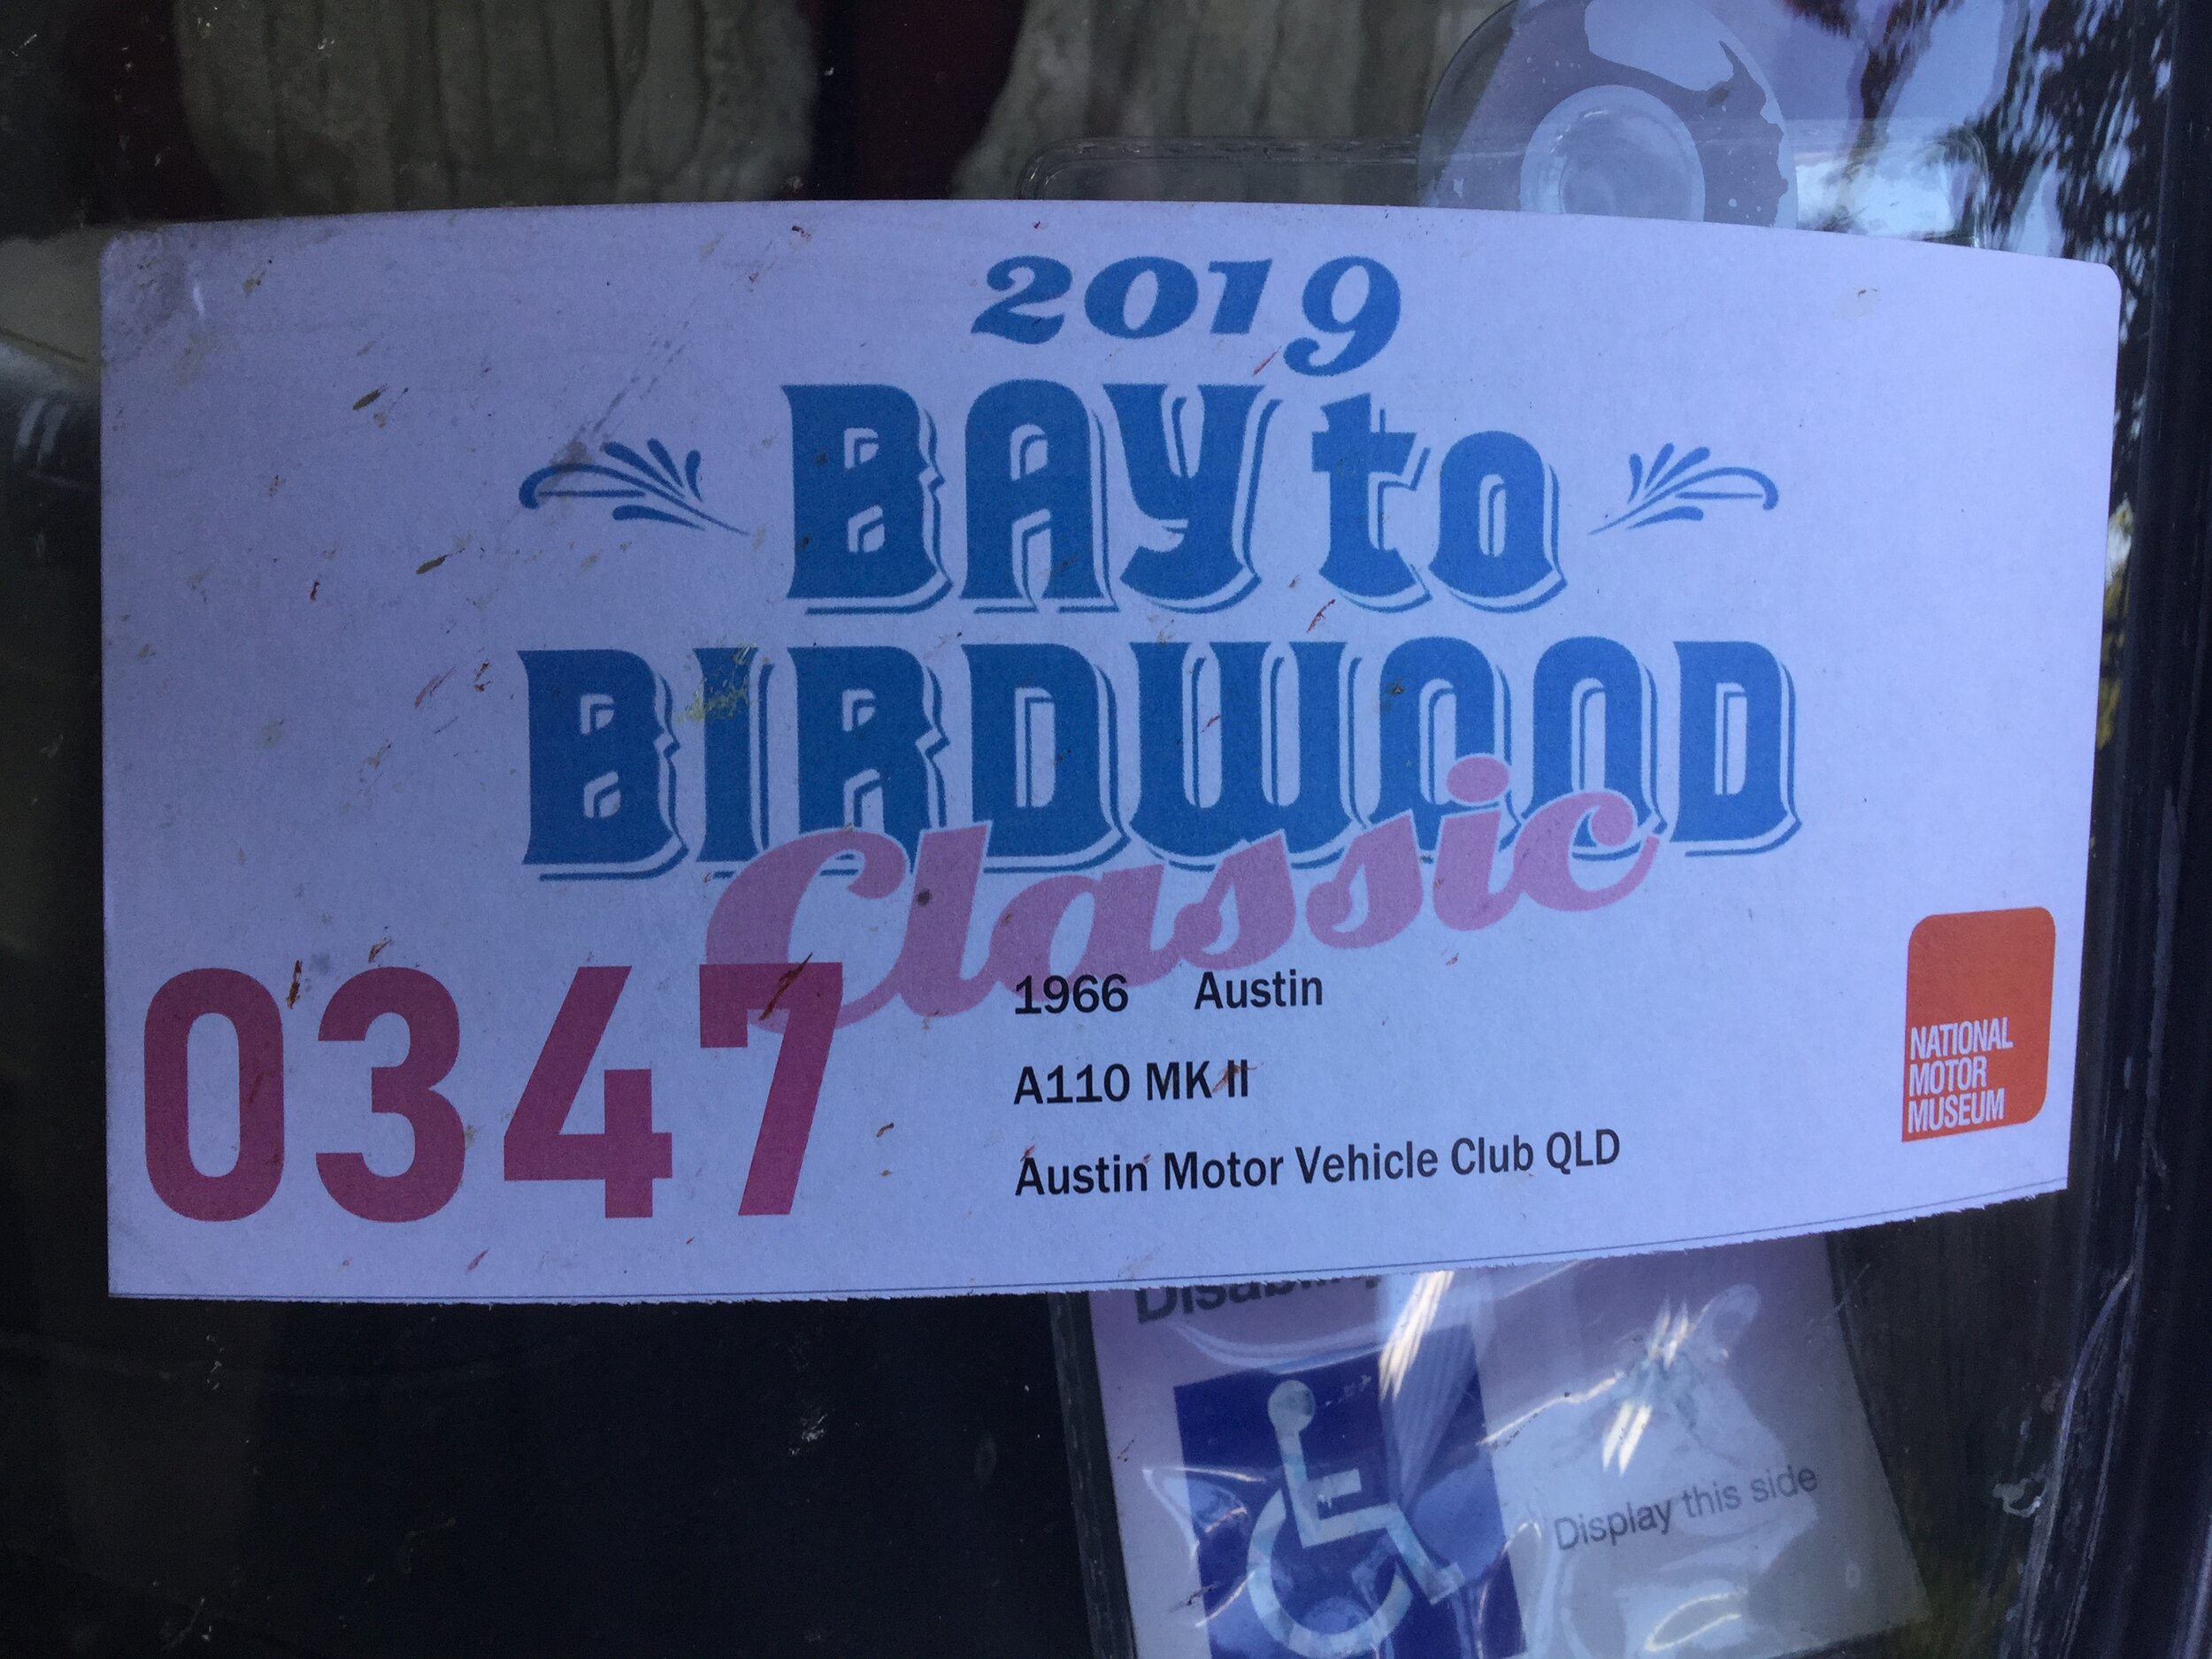 2019
BAY to
BIRDWOOD
Classic
0347
1966 Austin
A110 MK II
Austin Motor Vehicle Club QLD
NATIONAL
MOTOR
MUSEUM
Display this side